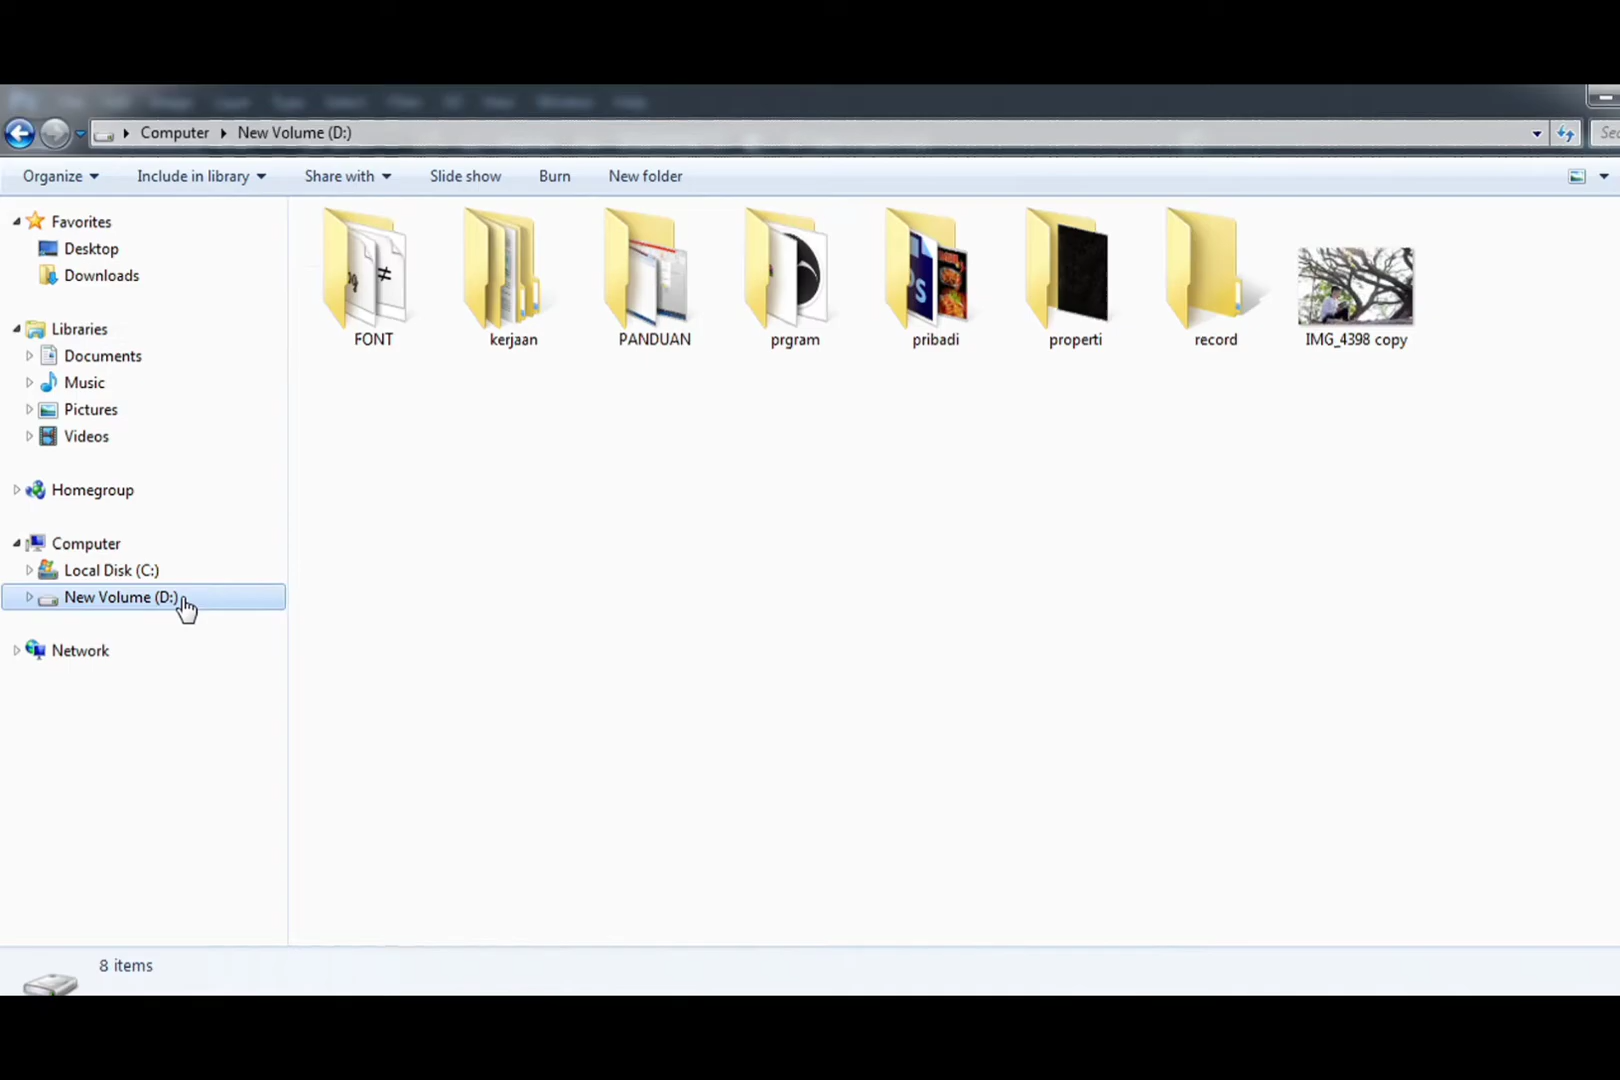 Computer New Volume (D:)
Organize Include in library Share with Slide show Burn New folder
Favorites
Desktop
Downloads
Libraries
Documents
Music
Pictures
Videos
Homegroup
Computer
Local Disk (C:)
New Volume (D:)
Network
FONT kerjaan PANDUAN prgram pribadi properti record IMG_4398 copy
8 items